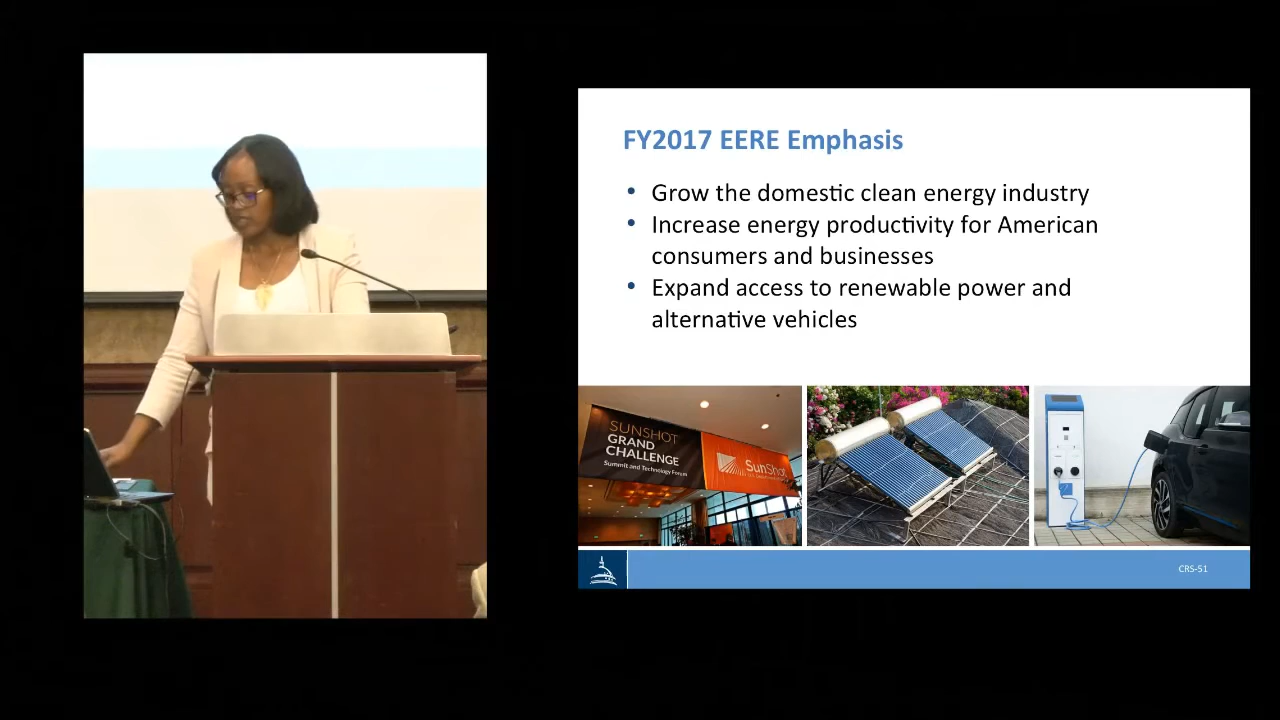 FY2017 EERE Emphasis
• Grow the domestic clean energy industry
• Increase energy productivity for American
consumers and businesses
• Expand access to renewable power and
alternative vehicles
SUNSHOT
GRAND
CHALLENGE
Summit and Technology Forum
SunShot
CRS-51